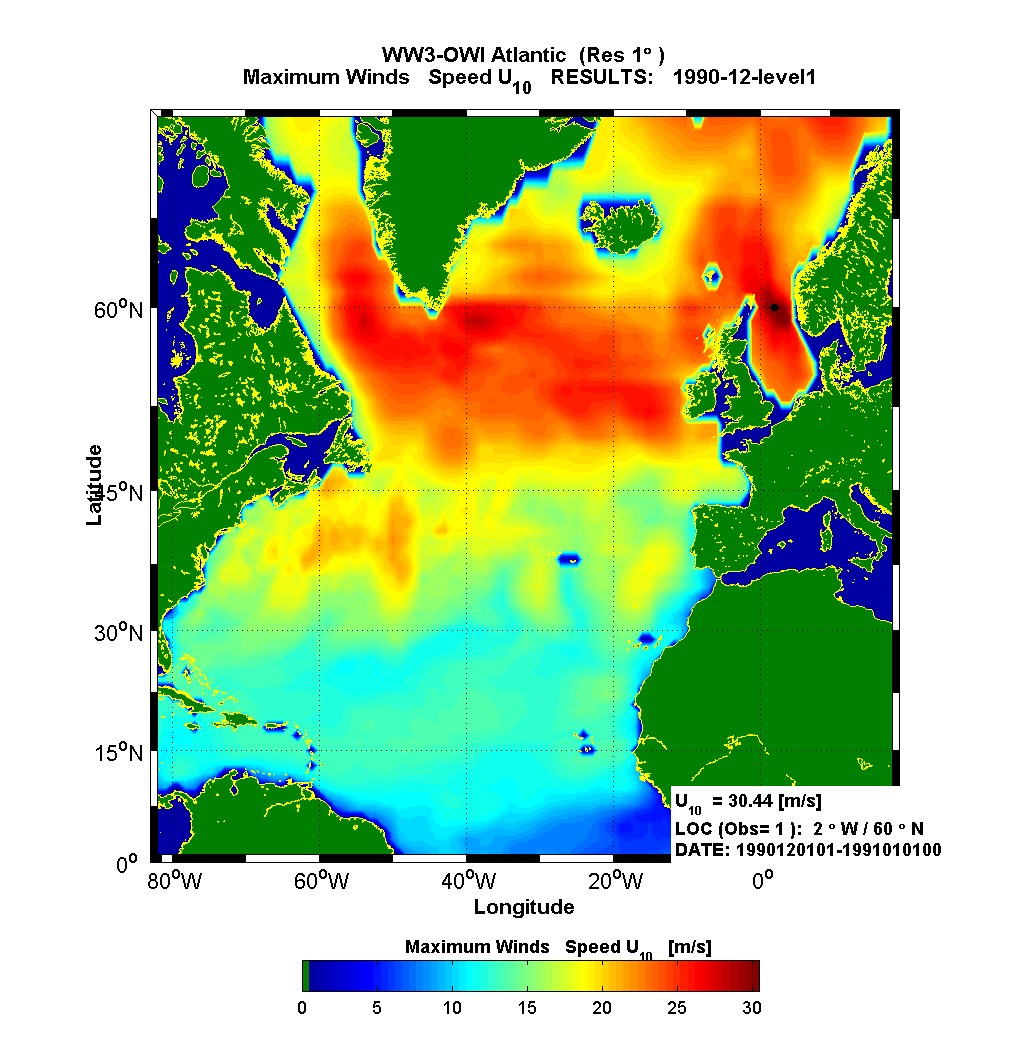 WW3-OWI Atlantic (Res 1° )
Maximum Winds Speed U10 RESULTS: 1990-12-level1
60°N
45°N
30°N
15°N
0°
Latitude
80°W
60°W
40°W
20°W
0°
Longitude
U10 = 30.44 [m/s]
LOC (Obs= 1 ): 2 ° W / 60 ° N
DATE: 1990120101-1991010100
Maximum Winds Speed U10 [m/s]
0 5 10 15 20 25 30